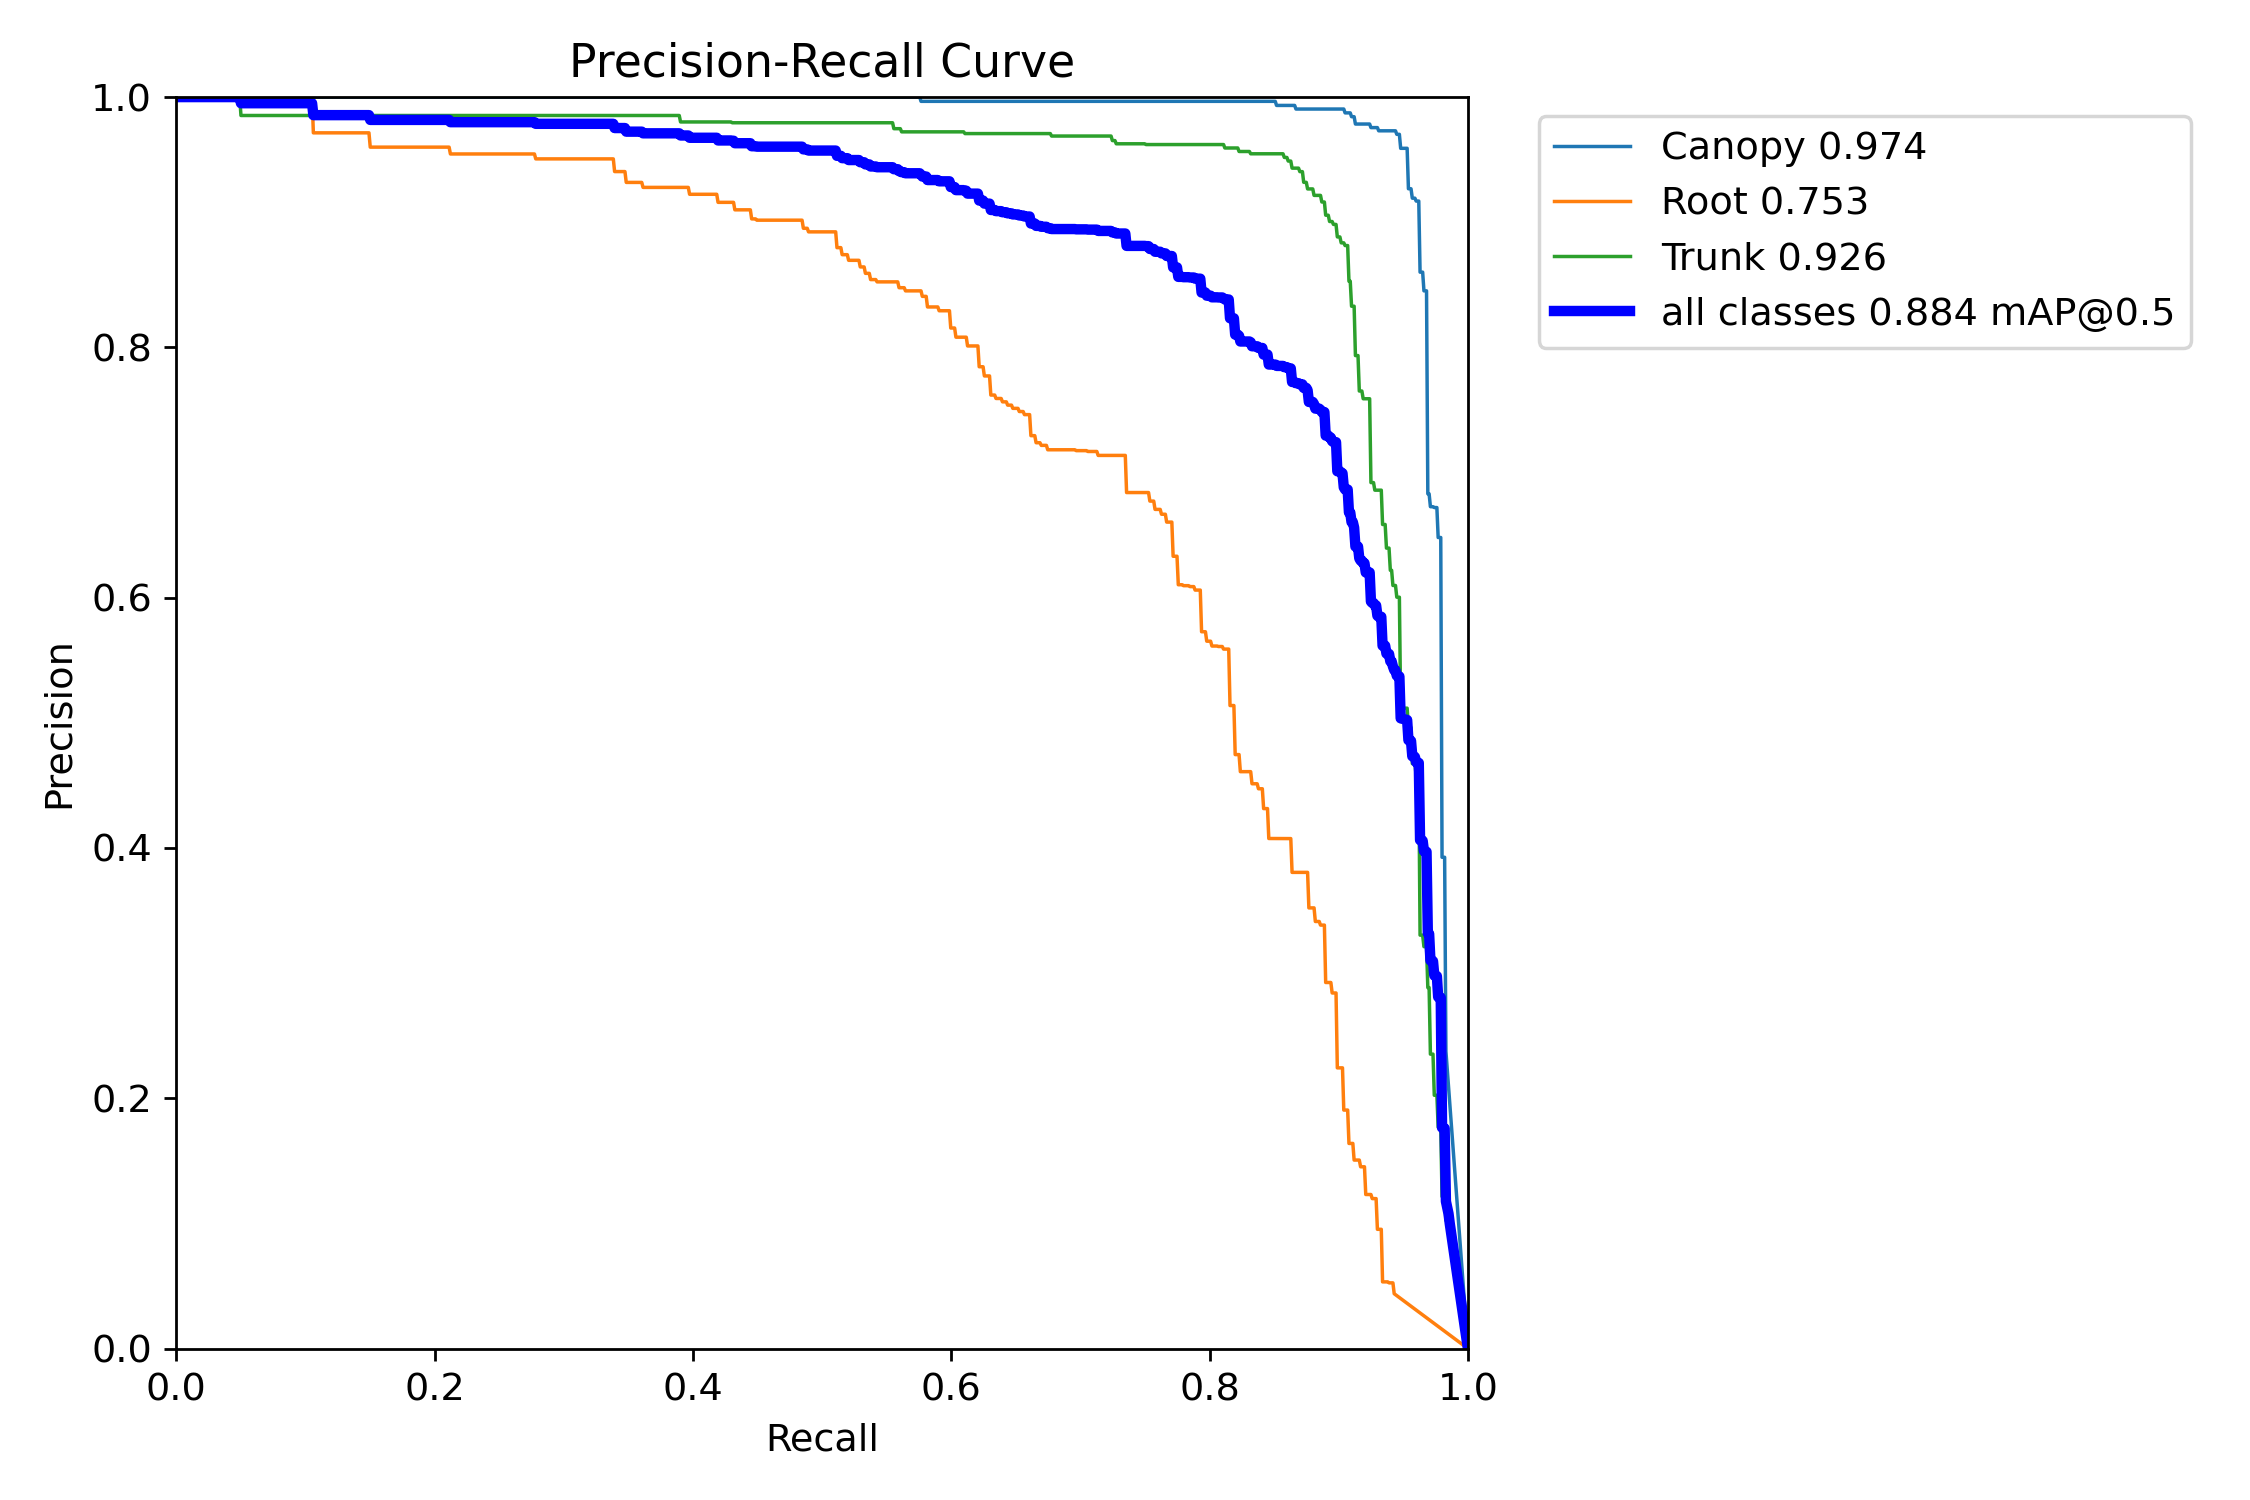 Precision-Recall Curve
1.0
0.8
0.6
0.4
0.2
0.0
Precision
0.0 0.2 0.4 0.6 0.8 1.0
Recall
Canopy 0.974
Root 0.753
Trunk 0.926
all classes 0.884 mAP@0.5